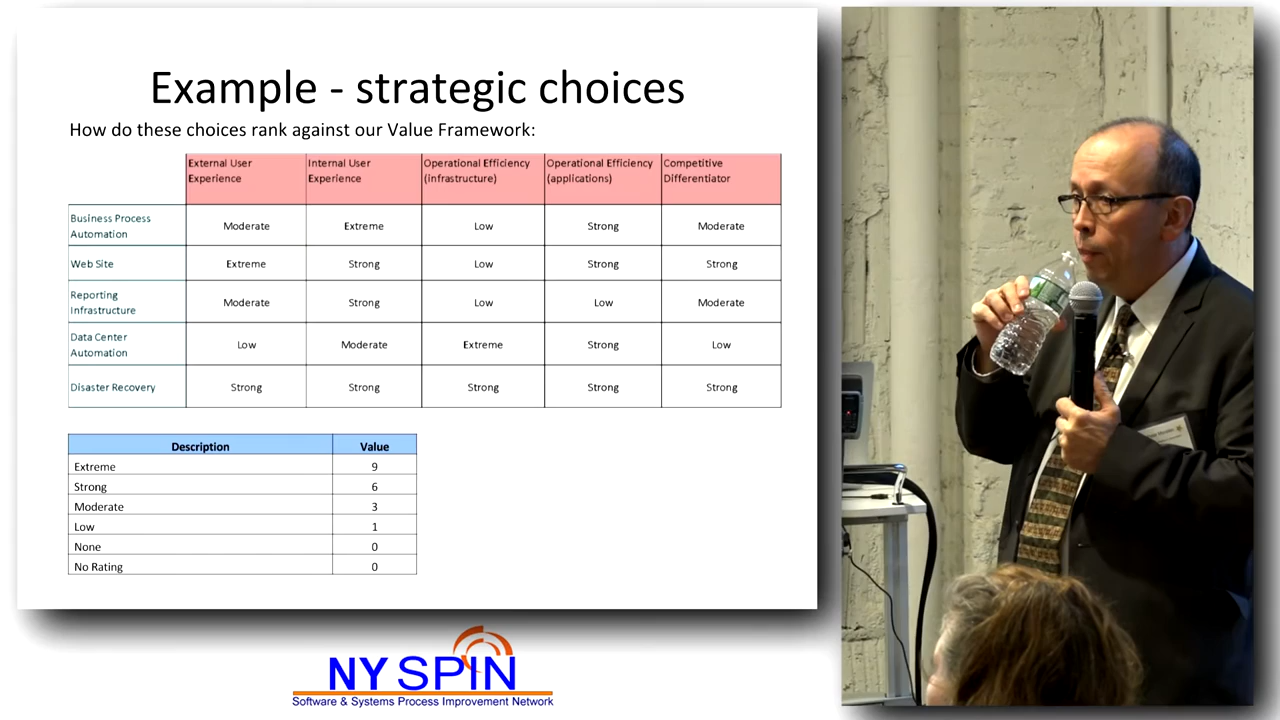 Example - strategic choices
How do these choices rank against our Value Framework:
External User Experience
Internal User Experience
Operational Efficiency (infrastructure)
Operational Efficiency (applications)
Competitive Differentiator
Business Process Automation
Moderate
Extreme
Low
Strong
Moderate
Web Site
Extreme
Strong
Low
Strong
Strong
Reporting Infrastructure
Moderate
Strong
Low
Low
Moderate
Data Center Automation
Low
Moderate
Extreme
Strong
Low
Disaster Recovery
Strong
Strong
Strong
Strong
Strong
Description Value
Extreme 9
Strong 6
Moderate 3
Low 1
None 0
No Rating 0
NY SPIN
Software & Systems Process Improvement Network